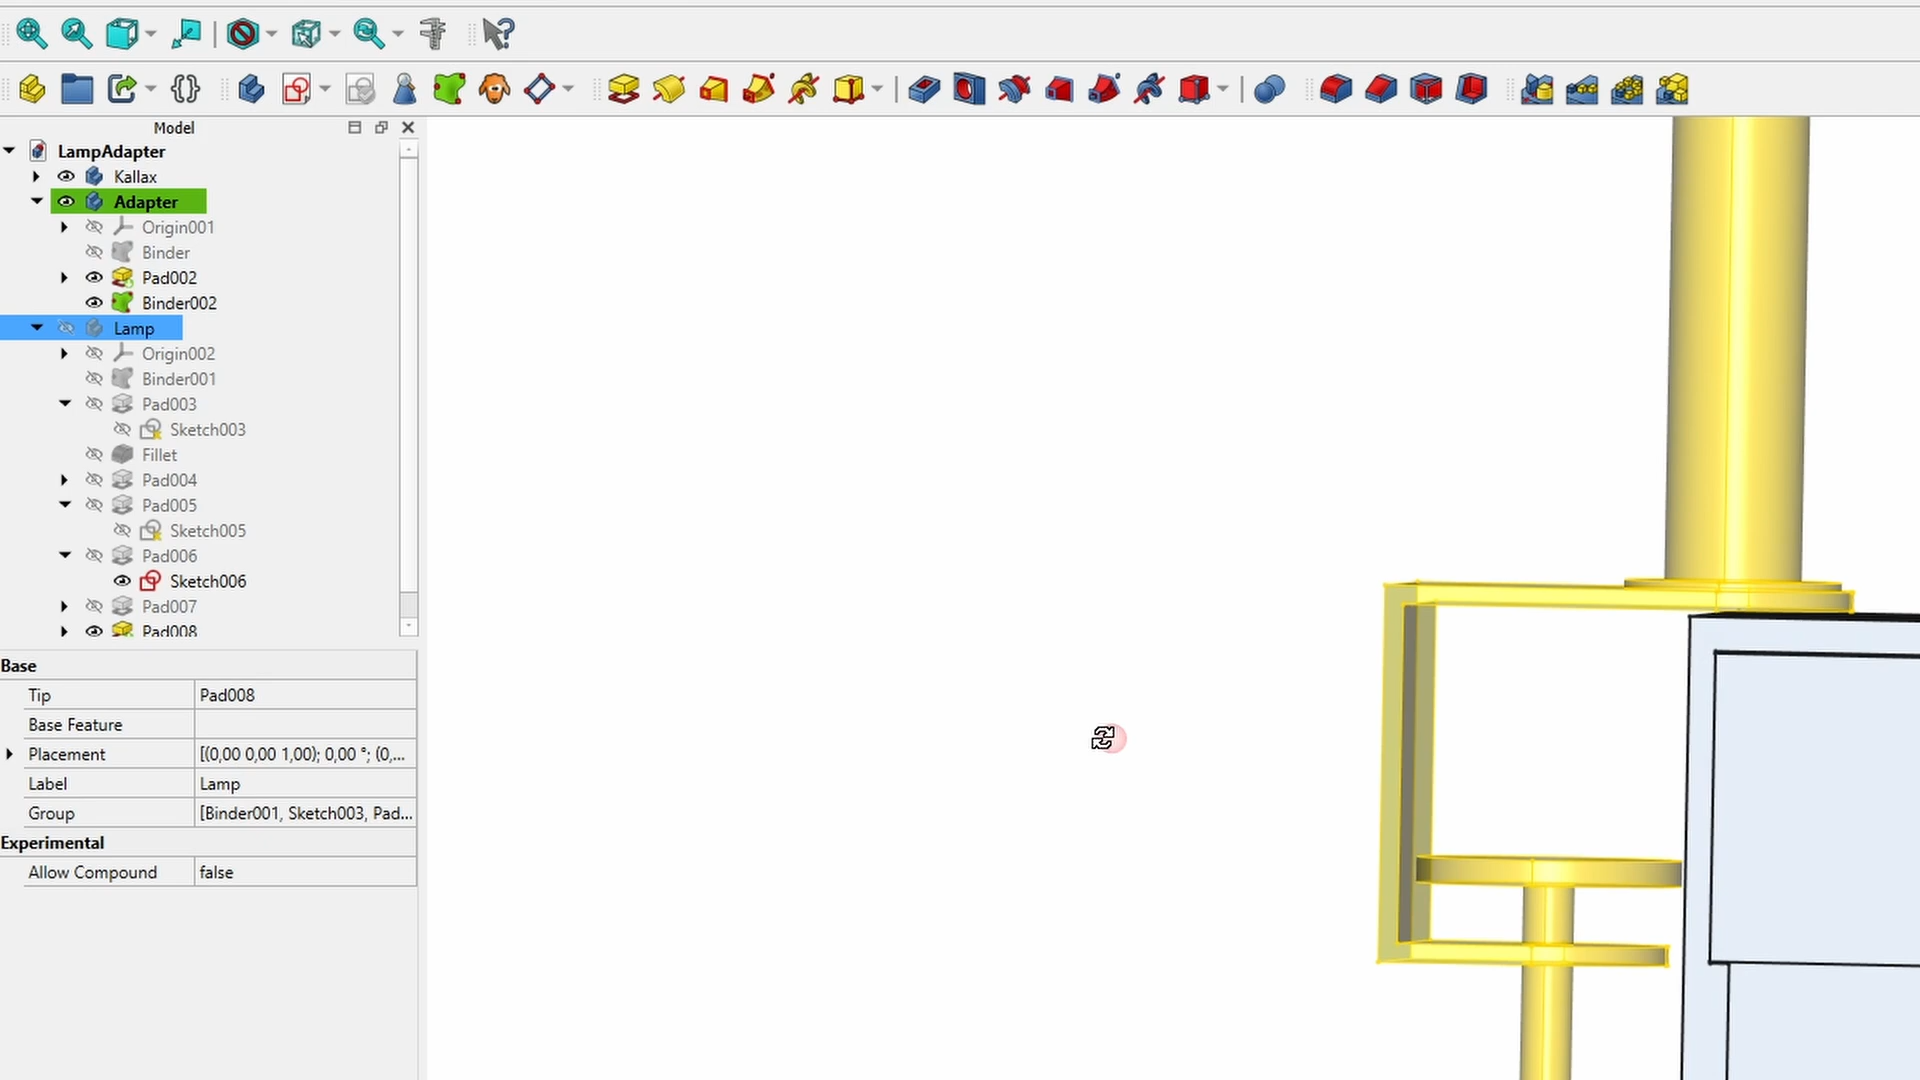 Model
LampAdapter
Kallax
Adapter
Origin001
Binder
Pad002
Binder002
Lamp
Origin002
Binder001
Pad003
Sketch003
Fillet
Pad004
Pad005
Sketch005
Pad006
Sketch006
Pad007
Pad008
Base
Tip Pad008
Base Feature
Placement [(0,00 0,00 1,00); 0,00 °; (0,...
Label Lamp
Group [Binder001, Sketch003, Pad...
Experimental
Allow Compound false